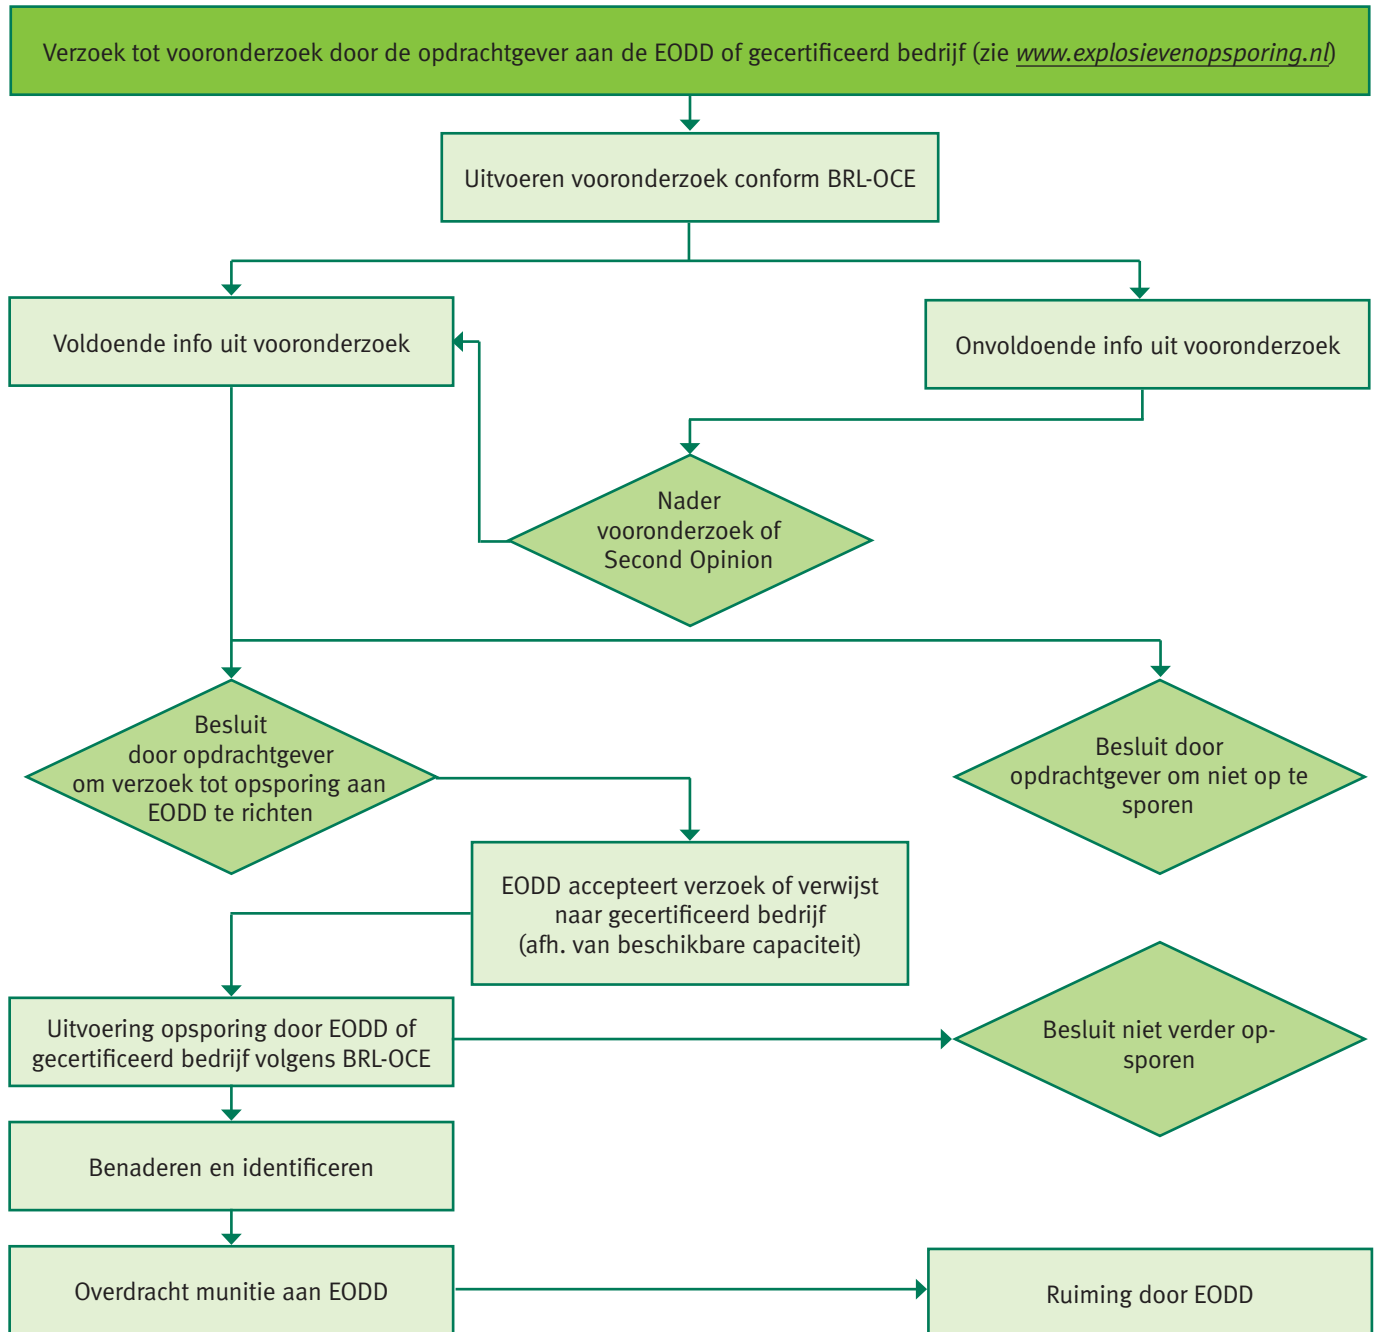 Verzoek tot vooronderzoek door de opdrachtgever aan de EODD of gecertificeerd bedrijf (zie www.explosievenopsporing.nl)
Uitvoeren vooronderzoek conform BRL-OCE
Voldoende info uit vooronderzoek
Onvoldoende info uit vooronderzoek
Nader
vooronderzoek of
Second Opinion
Besluit
door opdrachtgever
om verzoek tot opsporing aan
EODD te richten
Besluit door
opdrachtgever om niet op te
sporen
EODD accepteert verzoek of verwijst
naar gecertificeerd bedrijf
(afh. van beschikbare capaciteit)
Uitvoering opsporing door EODD of
gecertificeerd bedrijf volgens BRL-OCE
Besluit niet verder op-
sporen
Benaderen en identificeren
Overdracht munitie aan EODD
Ruiming door EODD